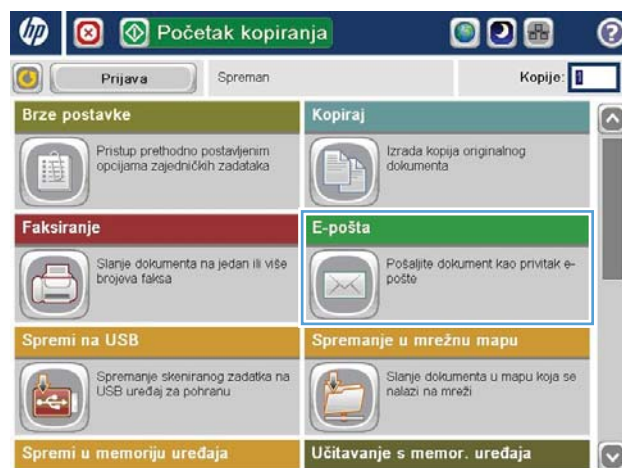 hp
Početak kopiranja
?
Prijava
Spreman
Kopije: 1
Brze postavke
Kopiraj
Pristup prethodno postavljenim
opcijama zajedničkih zadataka
Izrada kopija originalnog
dokumenta
Faksiranje
E-pošta
Slanje dokumenta na jedan ili više
brojeva faksa
Pošaljite dokument kao privitak e-
pošte
Spremi na USB
Spremanje u mrežnu mapu
Spremanje skeniranog zadatka na
USB uređaj za pohranu
Slanje dokumenta u mapu koja se
nalazi na mreži
Spremi u memoriju uređaja
Učitavanje s memor. uređaja